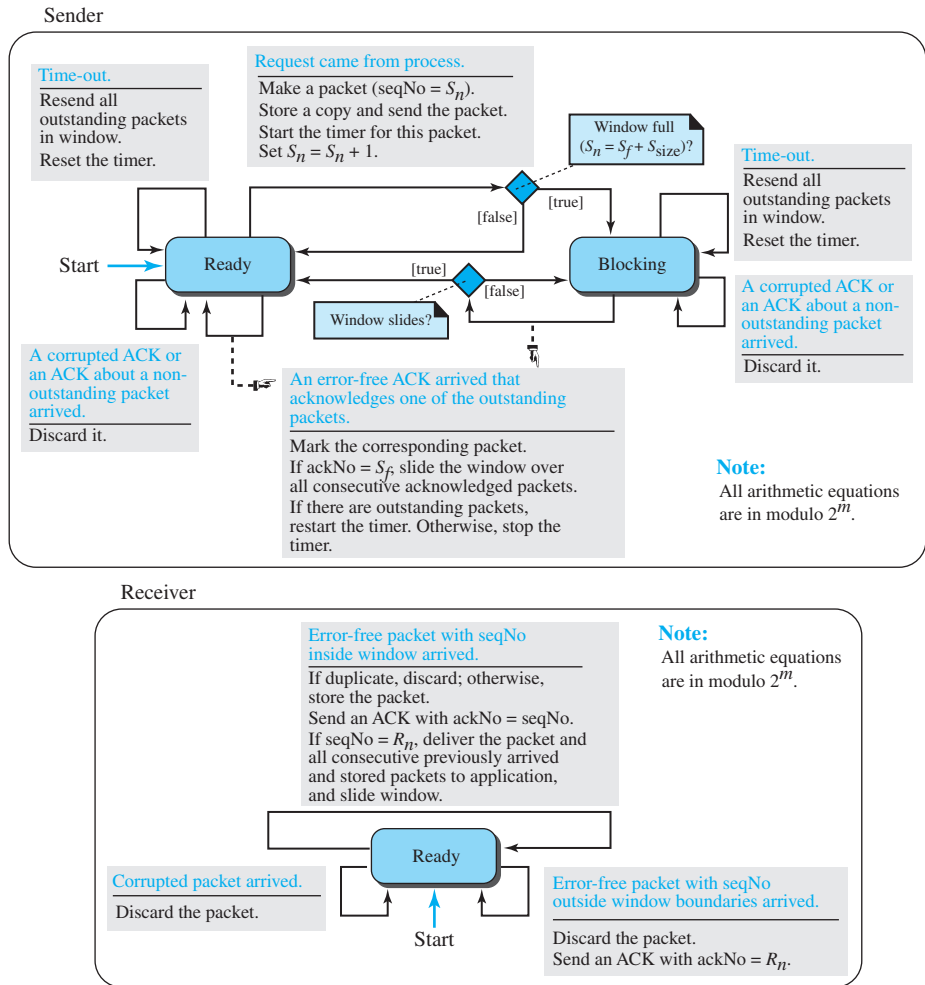 Sender
Time-out.
Resend all
outstanding packets
in window.
Reset the timer.
Request came from process.
Make a packet (seqNo = Sn).
Store a copy and send the packet.
Start the timer for this packet.
Set Sn = Sn + 1.
Window full
(Sn = Sf + Ssize)?
Time-out.
Resend all
outstanding packets
in window.
Reset the timer.
[false]
[true]
Start
Ready
[true]
[false]
Blocking
Window slides?
A corrupted ACK or
an ACK about a non-
outstanding packet
arrived.
Discard it.
An error-free ACK arrived that
acknowledges one of the outstanding
packets.
Mark the corresponding packet.
If ackNo = Sf, slide the window over
all consecutive acknowledged packets.
If there are outstanding packets,
restart the timer. Otherwise, stop the
timer.
A corrupted ACK or
an ACK about a non-
outstanding packet
arrived.
Discard it.
Note:
All arithmetic equations
are in modulo 2^m.
Receiver
Error-free packet with seqNo
inside window arrived.
If duplicate, discard; otherwise,
store the packet.
Send an ACK with ackNo = seqNo.
If seqNo = Rn, deliver the packet and
all consecutive previously arrived
and stored packets to application,
and slide window.
Note:
All arithmetic equations
are in modulo 2^m.
Ready
Corrupted packet arrived.
Discard the packet.
Start
Error-free packet with seqNo
outside window boundaries arrived.
Discard the packet.
Send an ACK with ackNo = Rn.